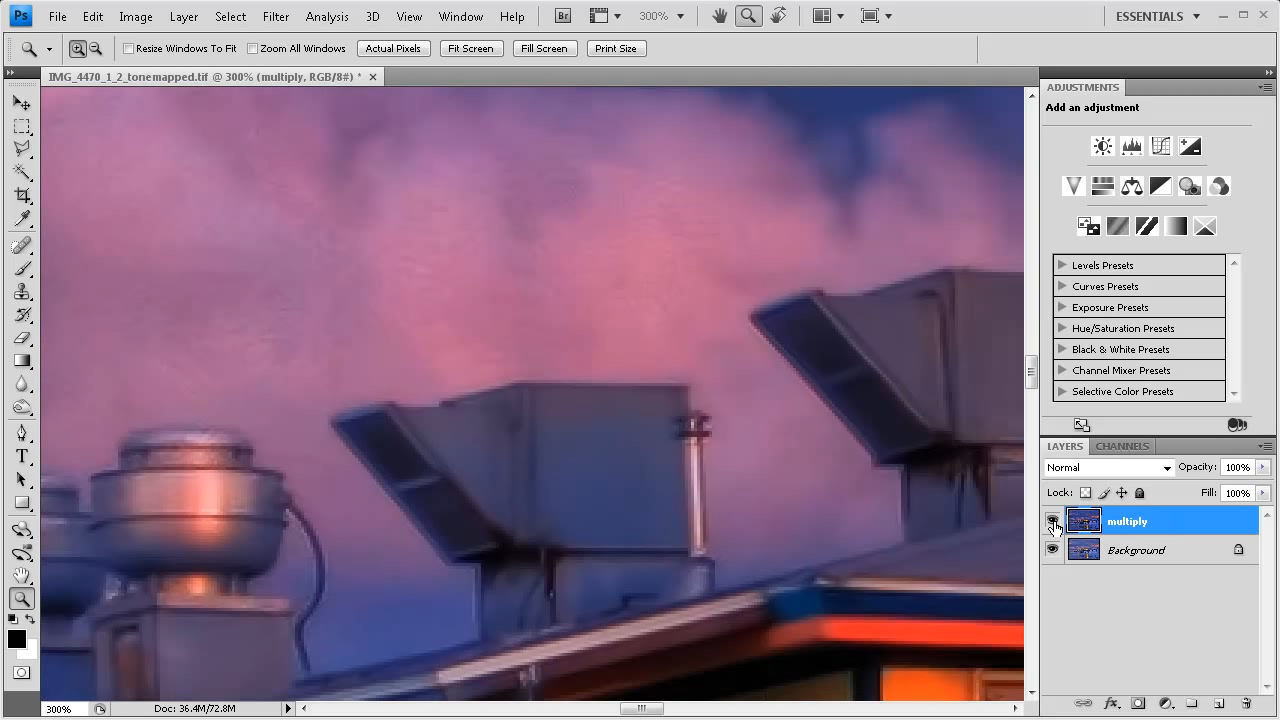 Ps File Edit Image Layer Select Filter Analysis 3D View Window Help Br 300% ESSENTIALS
Resize Windows To Fit Zoom All Windows Actual Pixels Fit Screen Fill Screen Print Size
IMG_4470_1_2_tonemapped.tif @ 300% (multiply, RGB/8#) *
ADJUSTMENTS
Add an adjustment
Levels Presets
Curves Presets
Exposure Presets
Hue/Saturation Presets
Black & White Presets
Channel Mixer Presets
Selective Color Presets
LAYERS CHANNELS
Normal Opacity: 100%
Lock: Fill: 100%
multiply
Background
T
300% Doc: 36.4M/72.8M